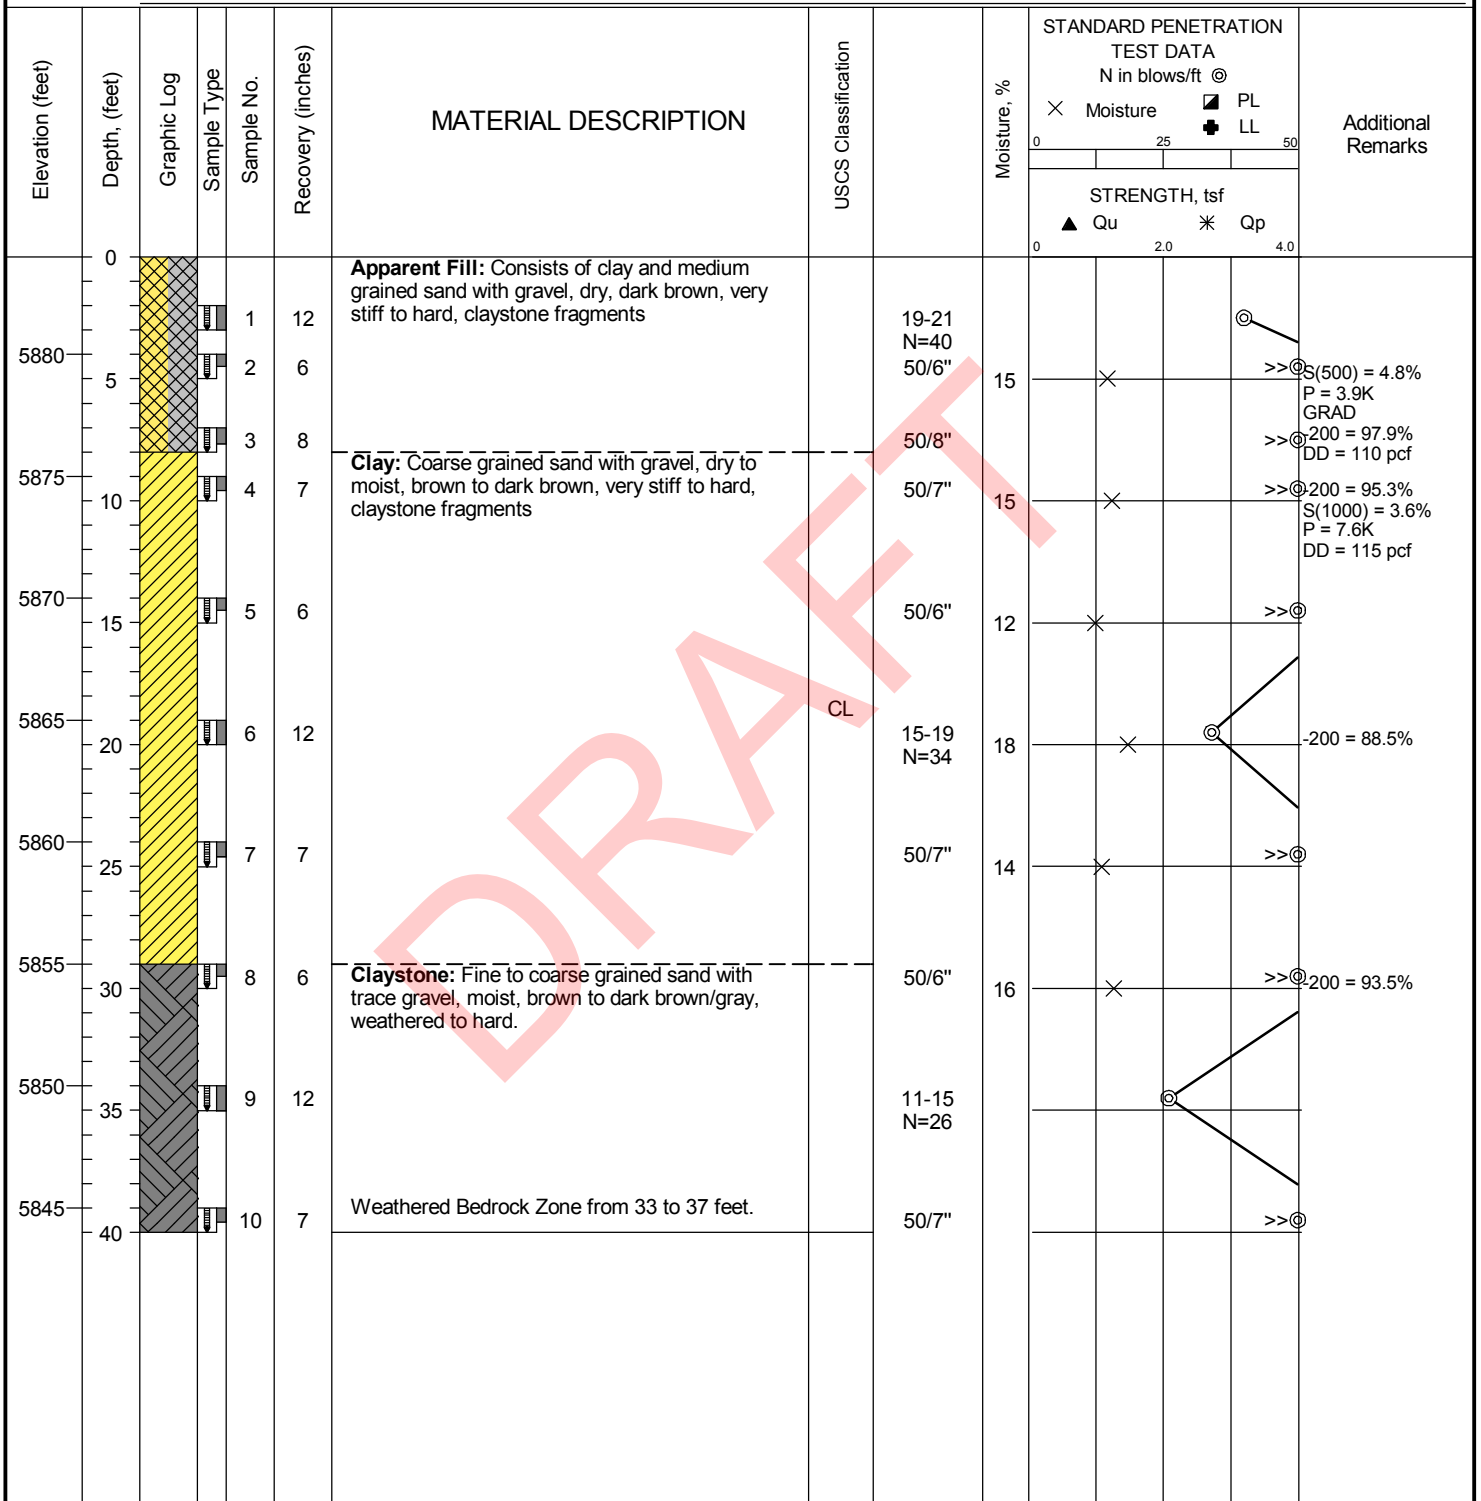 Elevation (feet)
Depth, (feet)
Graphic Log
Sample Type
Sample No.
Recovery (inches)
MATERIAL DESCRIPTION
USCS Classification
Moisture, %
STANDARD PENETRATION
TEST DATA
N in blows/ft
Moisture
PL
LL
0 25 50
STRENGTH, tsf
Qu Qp
0 2.0 4.0
Additional
Remarks
0
Apparent Fill: Consists of clay and medium
grained sand with gravel, dry, dark brown, very
stiff to hard, claystone fragments
1 12 19-21
N=40
5880
2 6 50/6" >>
5 15
S(500) = 4.8%
P = 3.9K
GRAD
-200 = 97.9%
DD = 110 pcf
3 8 50/8" >>
Clay: Coarse grained sand with gravel, dry to
moist, brown to dark brown, very stiff to hard,
claystone fragments
5875
4 7 50/7" >>
10 15
-200 = 95.3%
S(1000) = 3.6%
P = 7.6K
DD = 115 pcf
5870
5 6 50/6" >>
15 12
CL
5865
6 12 15-19
N=34
20 18
-200 = 88.5%
5860
7 7 50/7" >>
25 14
5855
8 6 50/6" >>
Claystone: Fine to coarse grained sand with
trace gravel, moist, brown to dark brown/gray,
weathered to hard.
30 16
-200 = 93.5%
5850
9 12 11-15
N=26
35
5845
Weathered Bedrock Zone from 33 to 37 feet.
10 7 50/7" >>
40
DRAFT